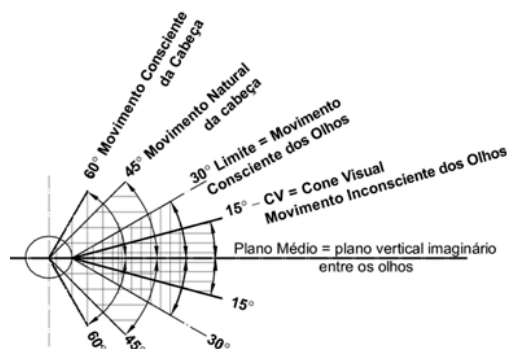 60° Movimento Consciente
da Cabeça
45° Movimento Natural
da cabeça
30° Limite = Movimento
Consciente dos Olhos
15° – CV = Cone Visual
Movimento Inconsciente dos Olhos
Plano Médio = plano vertical imaginário
entre os olhos
15°
30°
45°
60°